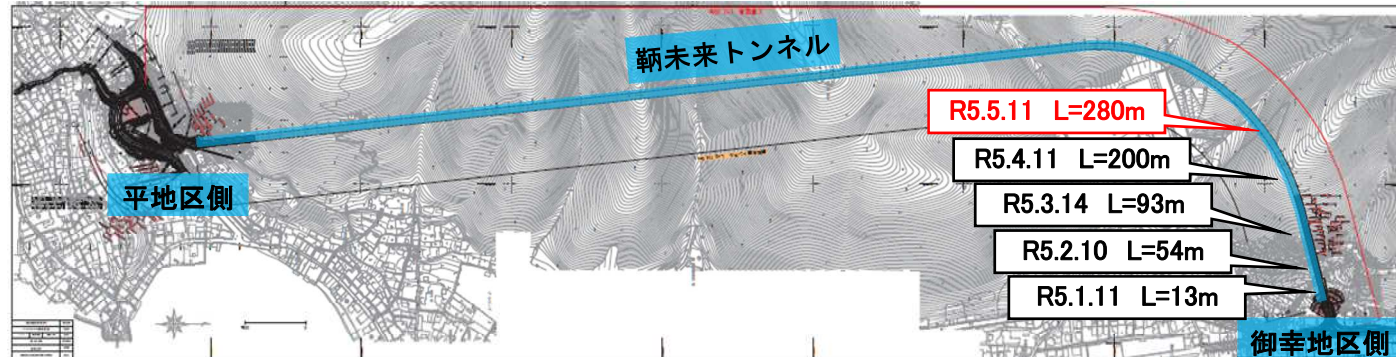 鞆未来トンネル
R5.5.11 L=280m
R5.4.11 L=200m
R5.3.14 L=93m
平地区側
R5.2.10 L=54m
R5.1.11 L=13m
御幸地区側